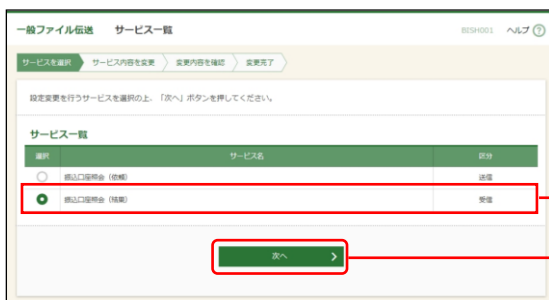 一般ファイル伝送 サービス一覧 BISH001 ヘルプ ?
サービスを選択 サービス内容を変更 変更内容を確認 変更完了
設定変更を行うサービスを選択の上、「次へ」ボタンを押してください。
サービス一覧
選択 サービス名 区分
振込口座照会（依頼） 送信
振込口座照会（結果） 受信
次へ